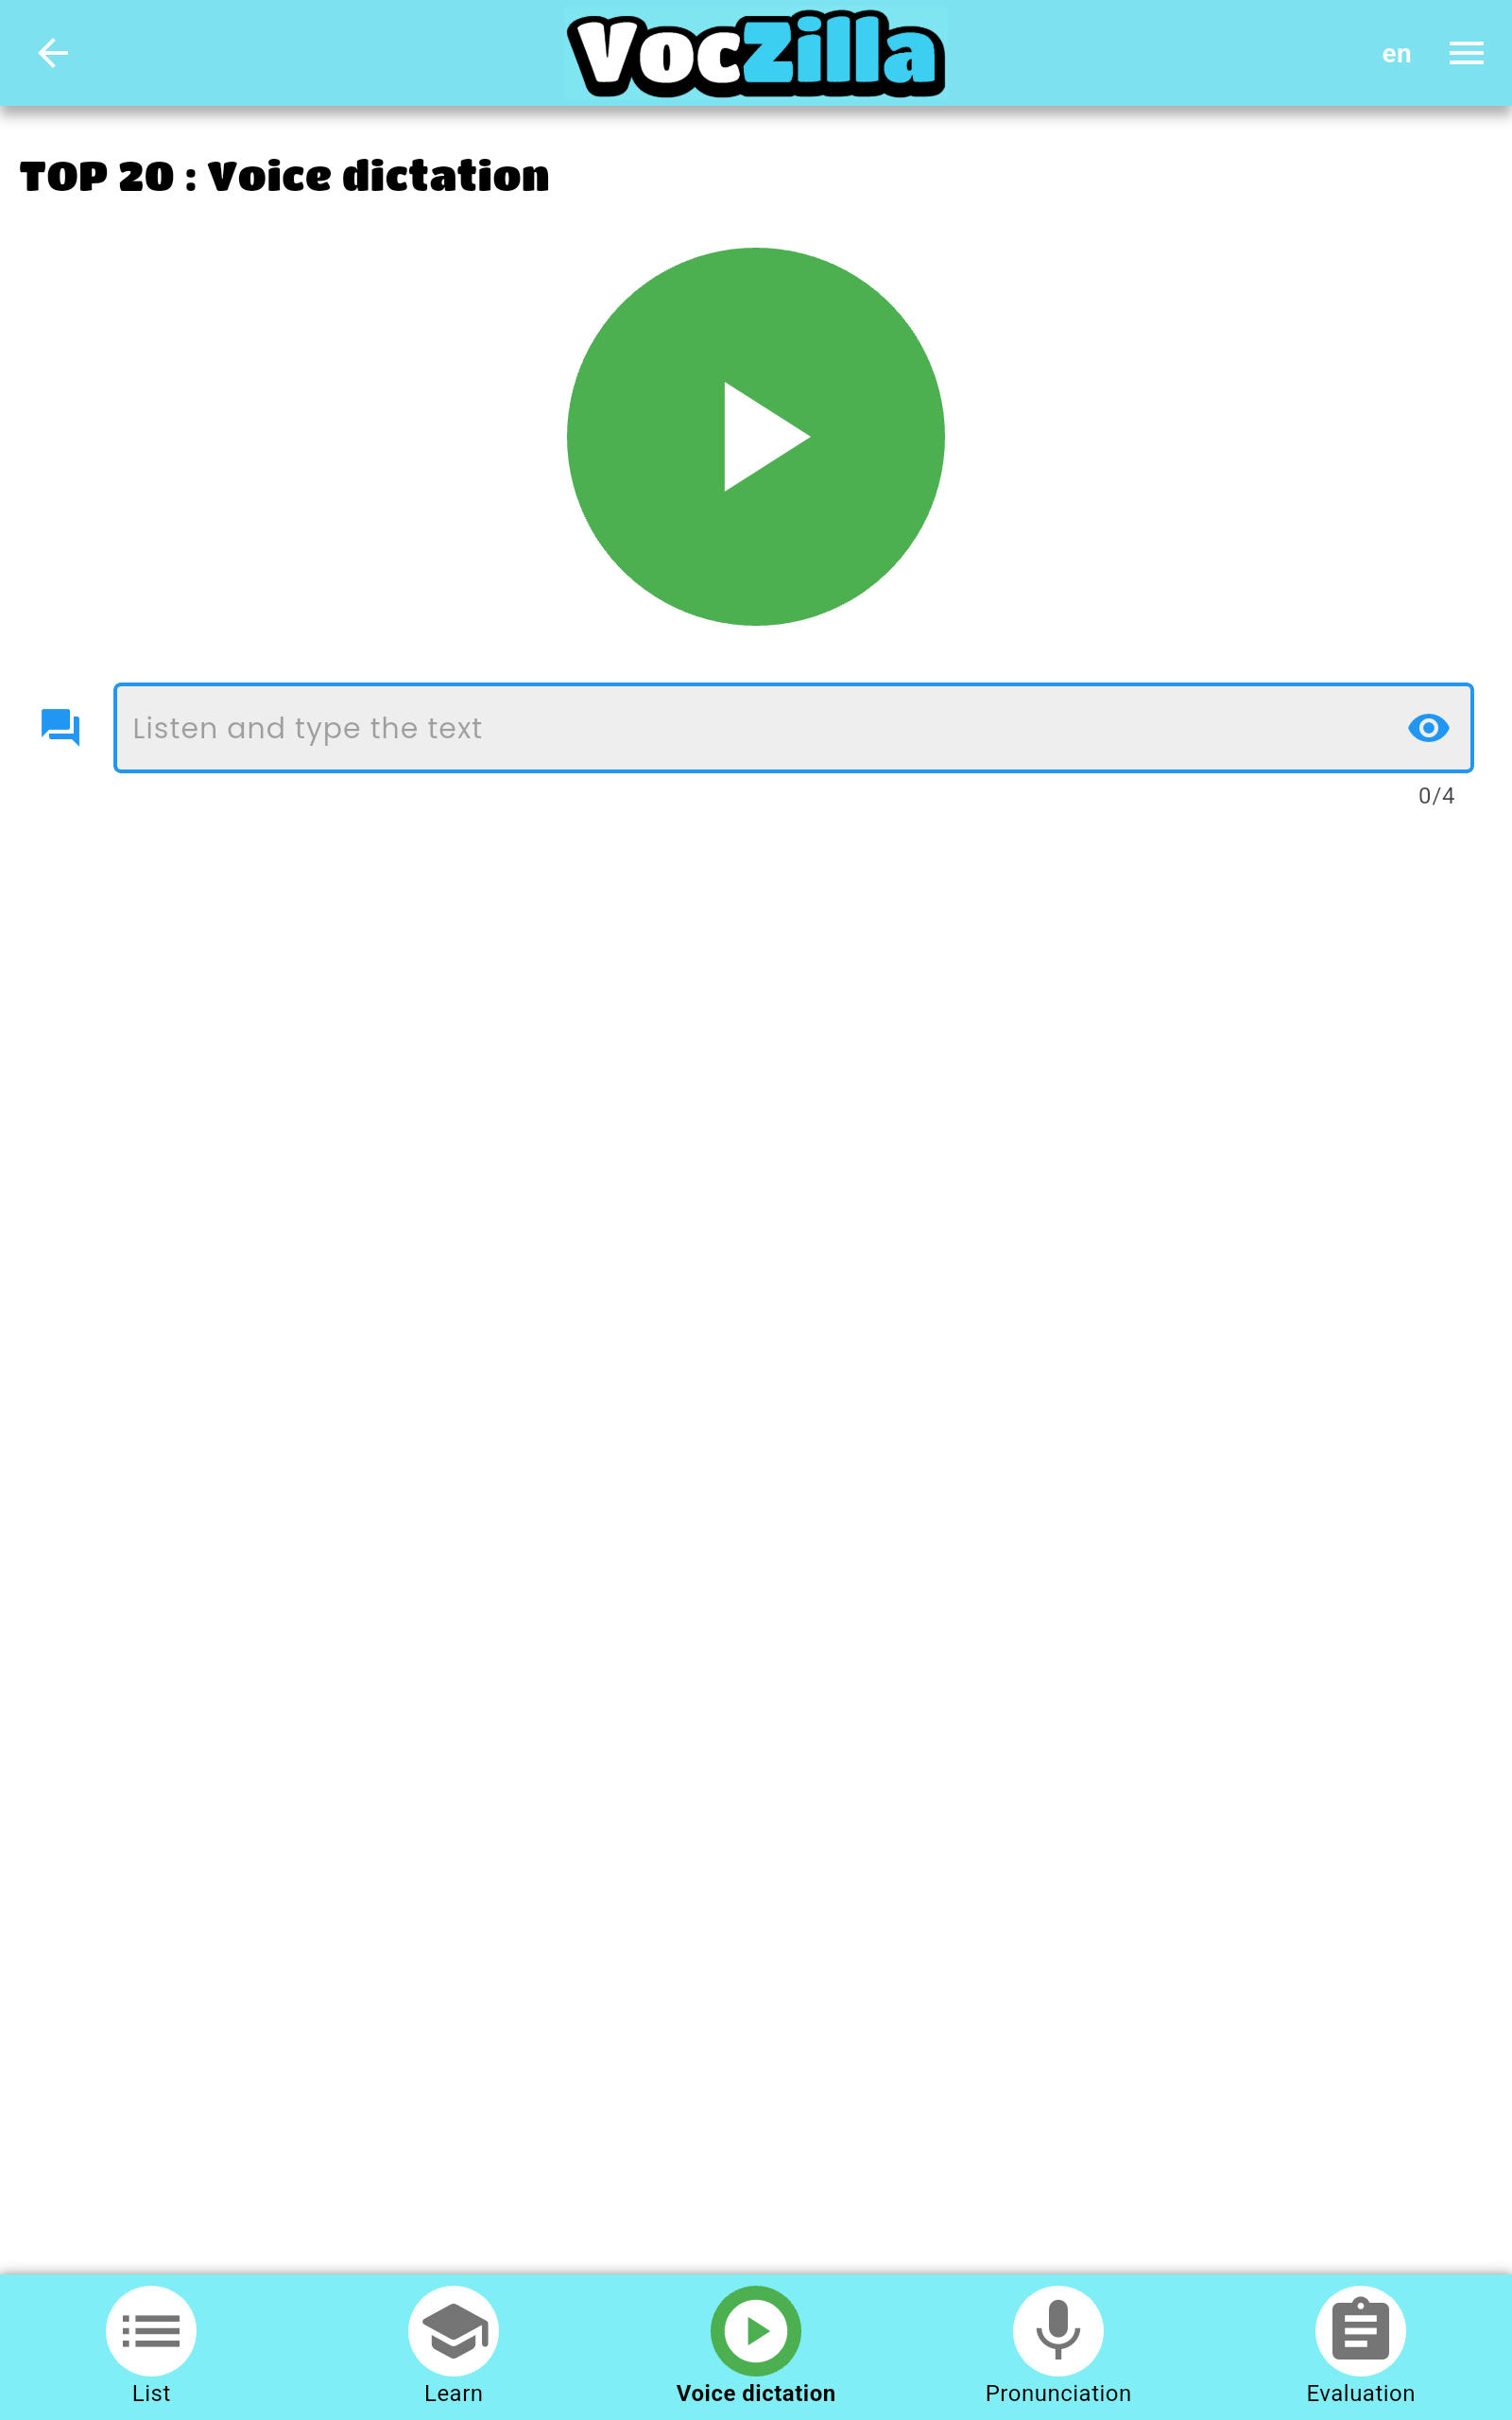 VocZilla
en
TOP 20 : Voice dictation
Listen and type the text
0/4
List
Learn
Voice dictation
Pronunciation
Evaluation